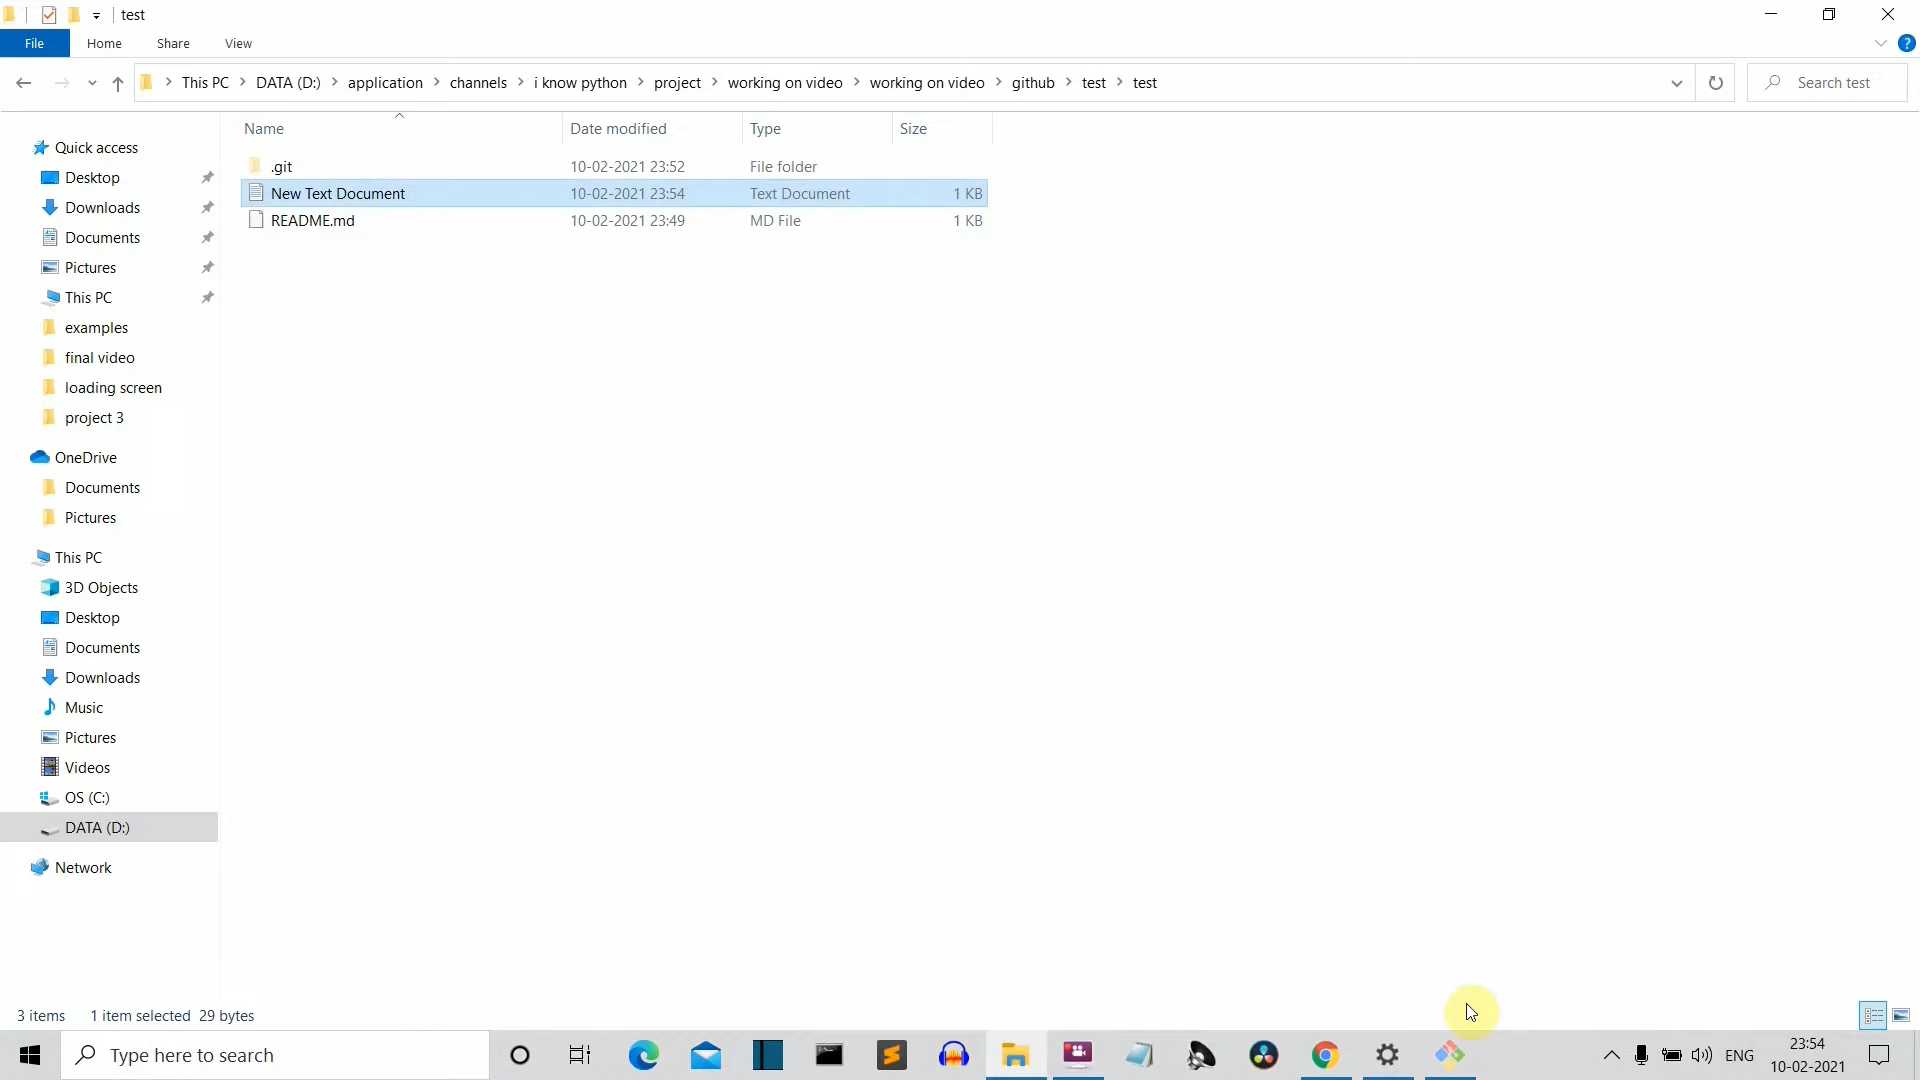 test
File Home Share View
This PC DATA (D:) application channels i know python project working on video working on video github test test
Search test
Name Date modified Type Size
.git 10-02-2021 23:52 File folder
New Text Document 10-02-2021 23:54 Text Document 1 KB
README.md 10-02-2021 23:49 MD File 1 KB
Quick access
Desktop
Downloads
Documents
Pictures
This PC
examples
final video
loading screen
project 3
OneDrive
Documents
Pictures
This PC
3D Objects
Desktop
Documents
Downloads
Music
Pictures
Videos
OS (C:)
DATA (D:)
Network
3 items 1 item selected 29 bytes
Type here to search
ENG
23:54
10-02-2021